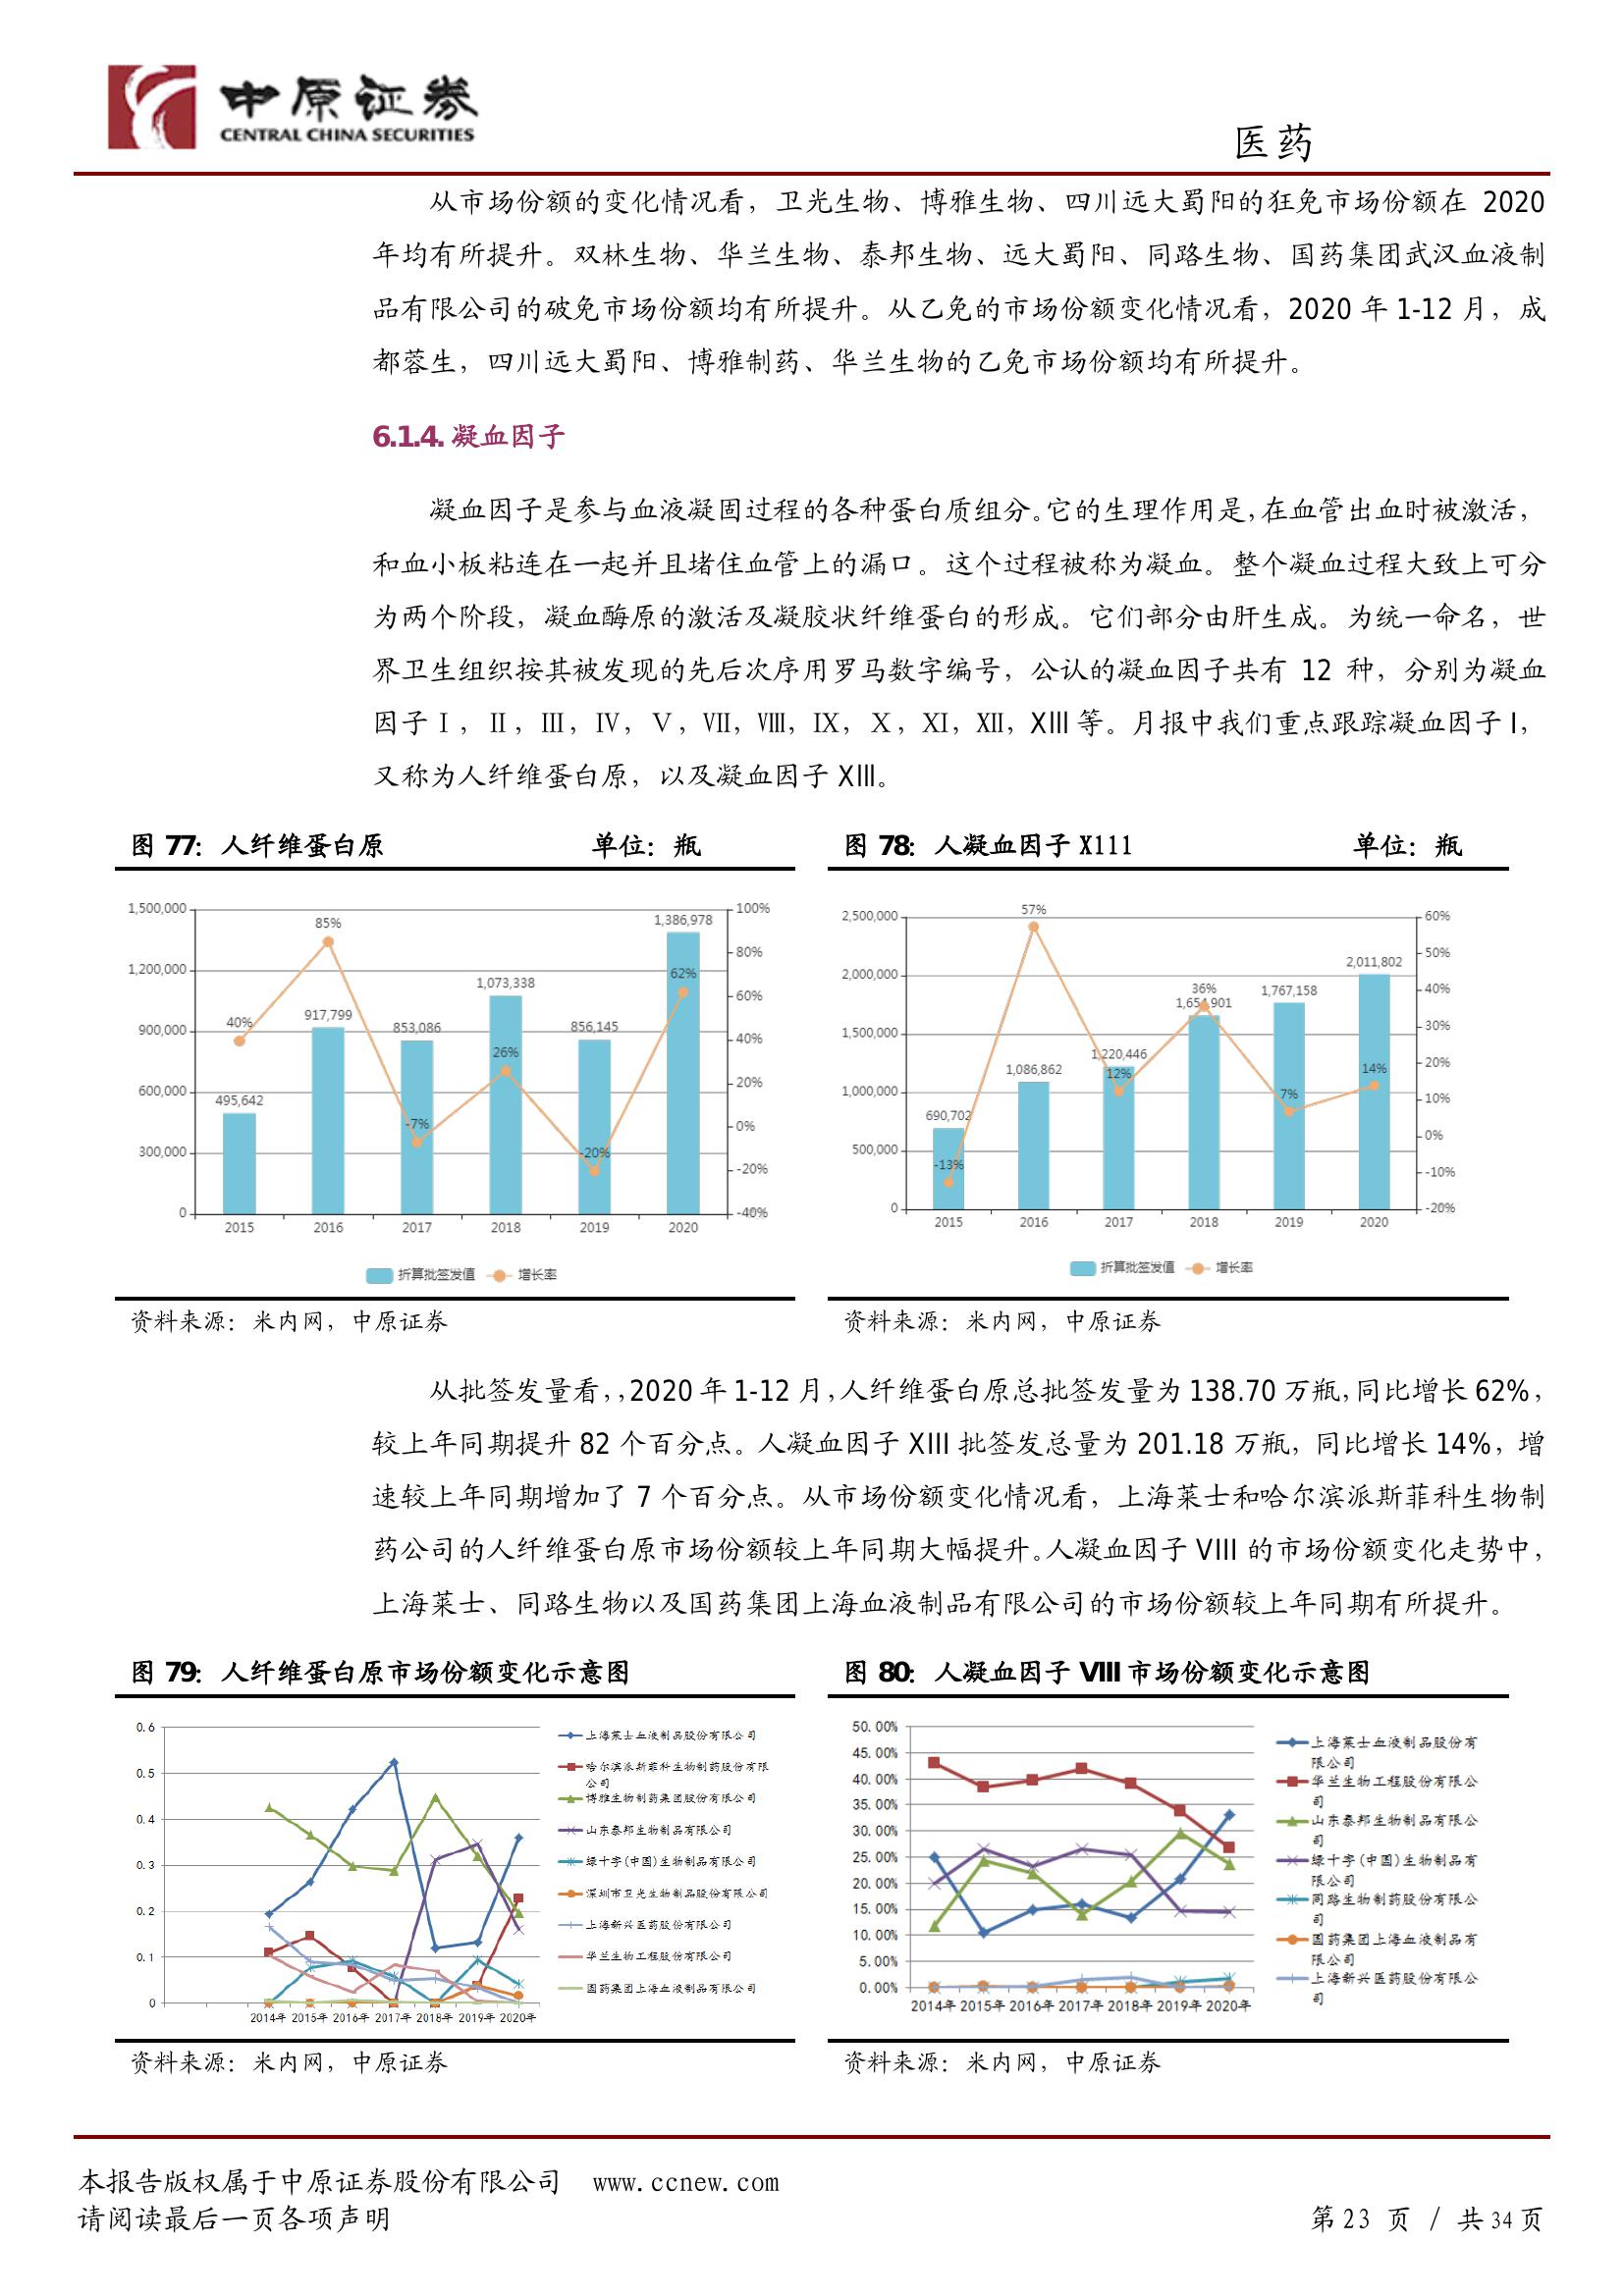 中原证券
CENTRAL CHINA SECURITIES
医药
从市场份额的变化情况看，卫光生物、博雅生物、四川远大蜀阳的狂免市场份额在 2020
年均有所提升。双林生物、华兰生物、泰邦生物、远大蜀阳、同路生物、国药集团武汉血液制
品有限公司的破免市场份额均有所提升。从乙免的市场份额变化情况看，2020 年 1-12 月，成
都蓉生，四川远大蜀阳、博雅制药、华兰生物的乙免市场份额均有所提升。
6.1.4. 凝血因子
凝血因子是参与血液凝固过程的各种蛋白质组分。它的生理作用是，在血管出血时被激活，
和血小板粘连在一起并且堵住血管上的漏口。这个过程被称为凝血。整个凝血过程大致上可分
为两个阶段，凝血酶原的激活及凝胶状纤维蛋白的形成。它们部分由肝生成。为统一命名，世
界卫生组织按其被发现的先后次序用罗马数字编号，公认的凝血因子共有 12 种，分别为凝血
因子Ⅰ，Ⅱ，Ⅲ，Ⅳ，Ⅴ，Ⅶ，Ⅷ，Ⅸ，Ⅹ，Ⅺ，Ⅻ，XIII 等。月报中我们重点跟踪凝血因子 I，
又称为人纤维蛋白原，以及凝血因子 XIII。
图 77：人纤维蛋白原 单位：瓶
1,500,000
1,200,000
900,000
600,000
300,000
0
100%
80%
60%
40%
20%
0%
-20%
-40%
495,642
917,799
853,086
1,073,338
856,145
1,386,978
40%
85%
-7%
26%
-20%
62%
2015 2016 2017 2018 2019 2020
折算批签发值 增长率
资料来源：米内网，中原证券
图 78：人凝血因子 X111 单位：瓶
2,500,000
2,000,000
1,500,000
1,000,000
500,000
0
60%
50%
40%
30%
20%
10%
0%
-10%
-20%
690,702
1,086,862
1,220,446
1,654,901
1,767,158
2,011,802
-13%
57%
12%
36%
7%
14%
2015 2016 2017 2018 2019 2020
折算批签发值 增长率
资料来源：米内网，中原证券
从批签发量看，，2020 年 1-12 月，人纤维蛋白原总批签发量为 138.70 万瓶，同比增长 62%，
较上年同期提升 82 个百分点。人凝血因子 XIII 批签发总量为 201.18 万瓶，同比增长 14%，增
速较上年同期增加了 7 个百分点。从市场份额变化情况看，上海莱士和哈尔滨派斯菲科生物制
药公司的人纤维蛋白原市场份额较上年同期大幅提升。人凝血因子 VIII 的市场份额变化走势中，
上海莱士、同路生物以及国药集团上海血液制品有限公司的市场份额较上年同期有所提升。
图 79：人纤维蛋白原市场份额变化示意图
0.6
0.5
0.4
0.3
0.2
0.1
0
2014年 2015年 2016年 2017年 2018年 2019年 2020年
上海莱士血液制品股份有限公司
哈尔滨派斯菲科生物制药股份有限
公司
博雅生物制药集团股份有限公司
山东泰邦生物制品有限公司
绿十字(中国)生物制品有限公司
深圳市卫光生物制品股份有限公司
上海新兴医药股份有限公司
华兰生物工程股份有限公司
国药集团上海血液制品有限公司
资料来源：米内网，中原证券
图 80：人凝血因子 VIII 市场份额变化示意图
50.00%
45.00%
40.00%
35.00%
30.00%
25.00%
20.00%
15.00%
10.00%
5.00%
0.00%
2014年 2015年 2016年 2017年 2018年 2019年 2020年
上海莱士血液制品股份有
限公司
华兰生物工程股份有限公
司
山东泰邦生物制品有限公
司
绿十字(中国)生物制品有
限公司
同路生物制药股份有限公
司
国药集团上海血液制品有
限公司
上海新兴医药股份有限公
司
资料来源：米内网，中原证券
本报告版权属于中原证券股份有限公司 www.ccnew.com
请阅读最后一页各项声明
第23 页 / 共34页